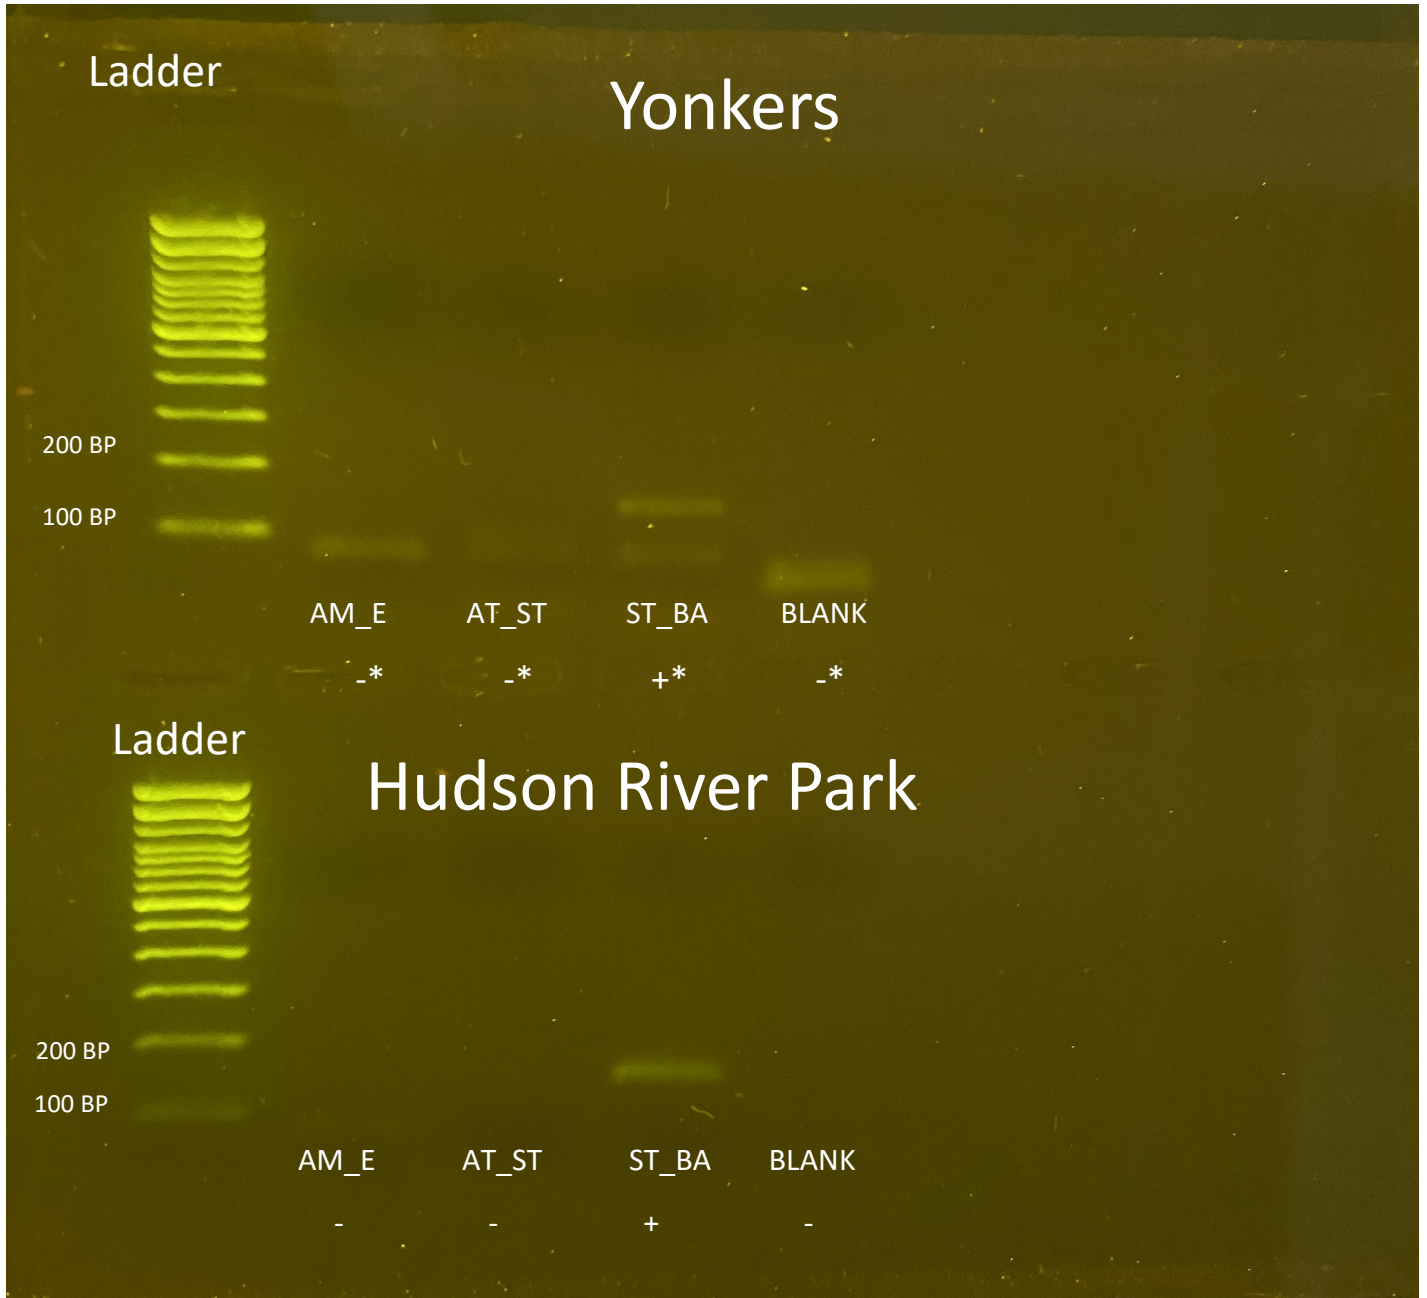 Ladder
Yonkers
200 BP
100 BP
AM_E AT_ST ST_BA BLANK
-* -* +* -*
Ladder
Hudson River Park
200 BP
100 BP
AM_E AT_ST ST_BA BLANK
- - + -